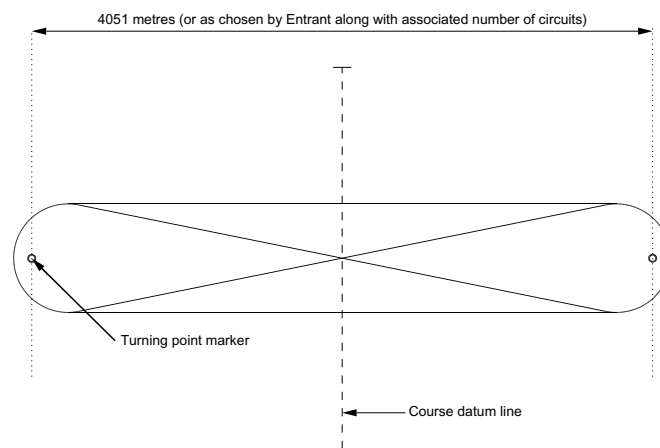 4051 metres (or as chosen by Entrant along with associated number of circuits)
Turning point marker
Course datum line